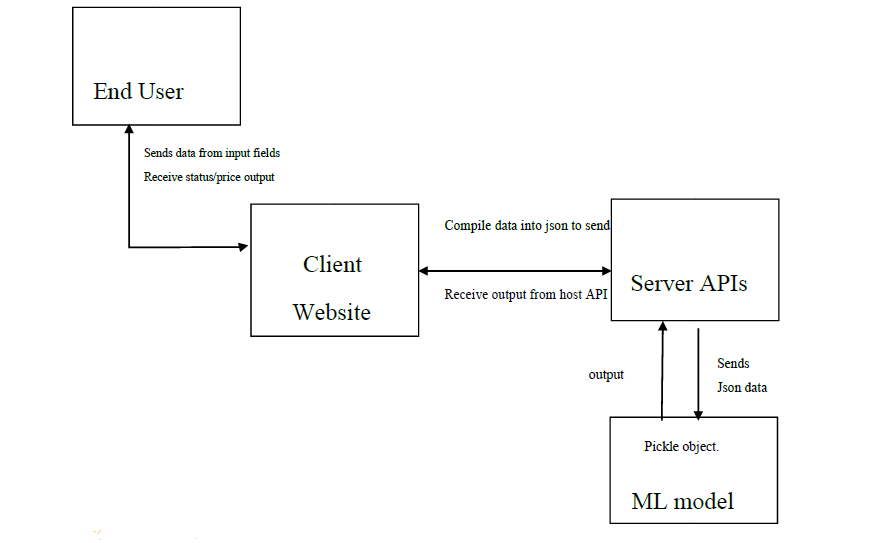 End User
Sends data from input fields
Receive status/price output
Client
Website
Compile data into json to send
Receive output from host API
Server APIs
output
Sends
Json data
Pickle object.
ML model